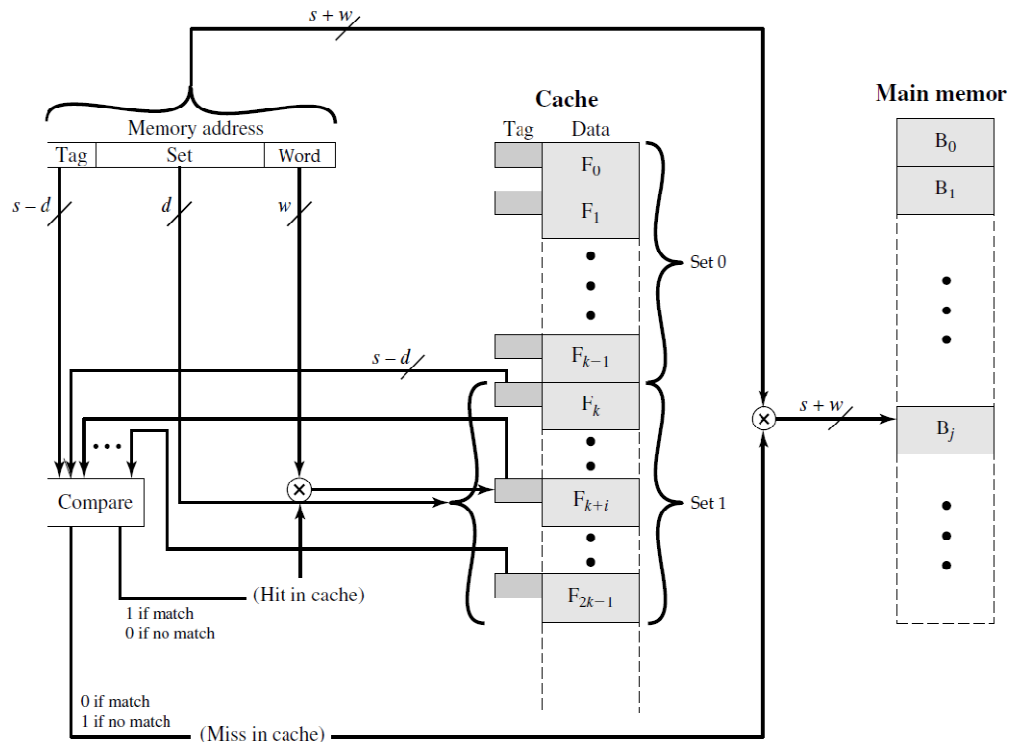 s + w
Cache
Main memor
Memory address
Tag Data
Tag Set Word
F0
B0
B1
s – d
d
w
F1
Set 0
s – d
Fk–1
Fk
s + w
Bj
Compare
Fk+i
Set 1
(Hit in cache)
F2k–1
1 if match
0 if no match
0 if match
1 if no match
(Miss in cache)